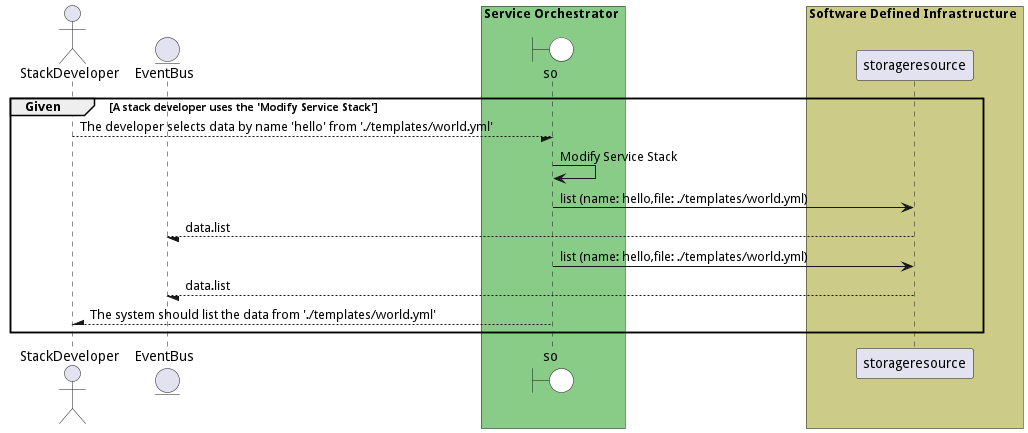 Service Orchestrator
Software Defined Infrastructure
StackDeveloper
EventBus
so
storageresource
Given
[A stack developer uses the 'Modify Service Stack']
The developer selects data by name 'hello' from './templates/world.yml'
Modify Service Stack
list (name: hello,file: ./templates/world.yml)
data.list
list (name: hello,file: ./templates/world.yml)
data.list
The system should list the data from './templates/world.yml'
StackDeveloper
EventBus
so
storageresource